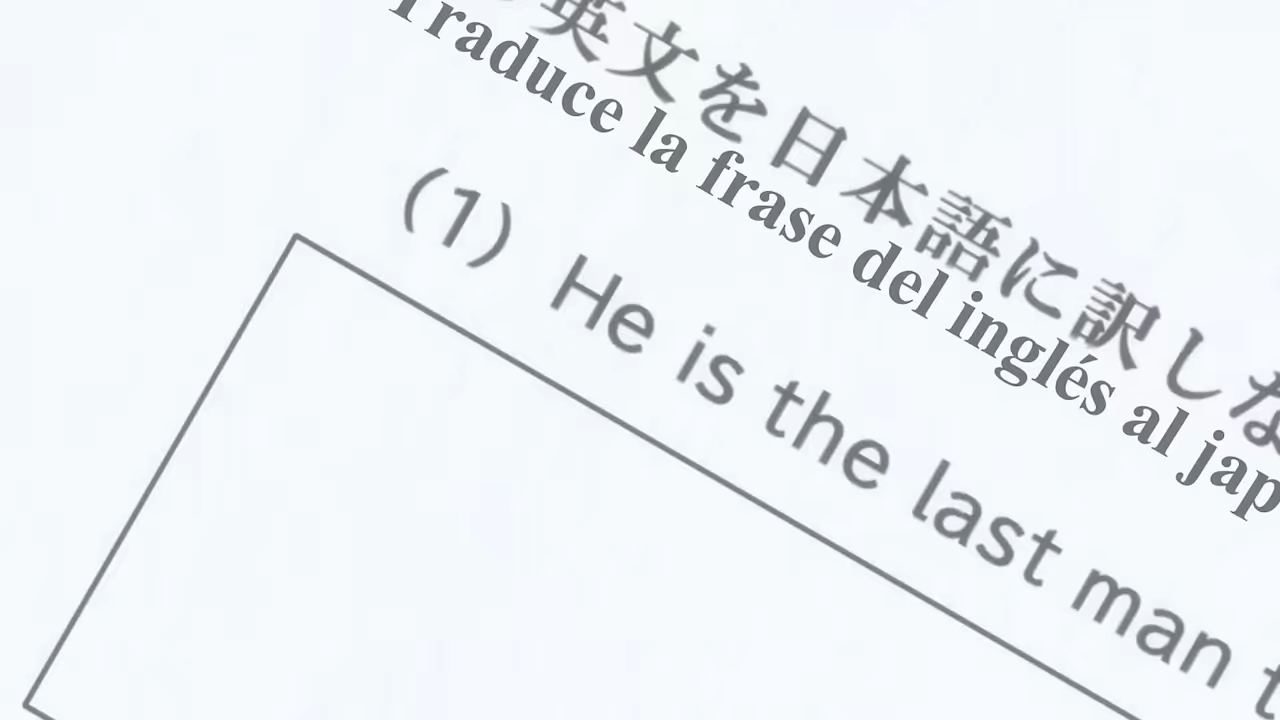 英文を日本語に訳しな
Traduce la frase del inglés al jap
(1) He is the last man